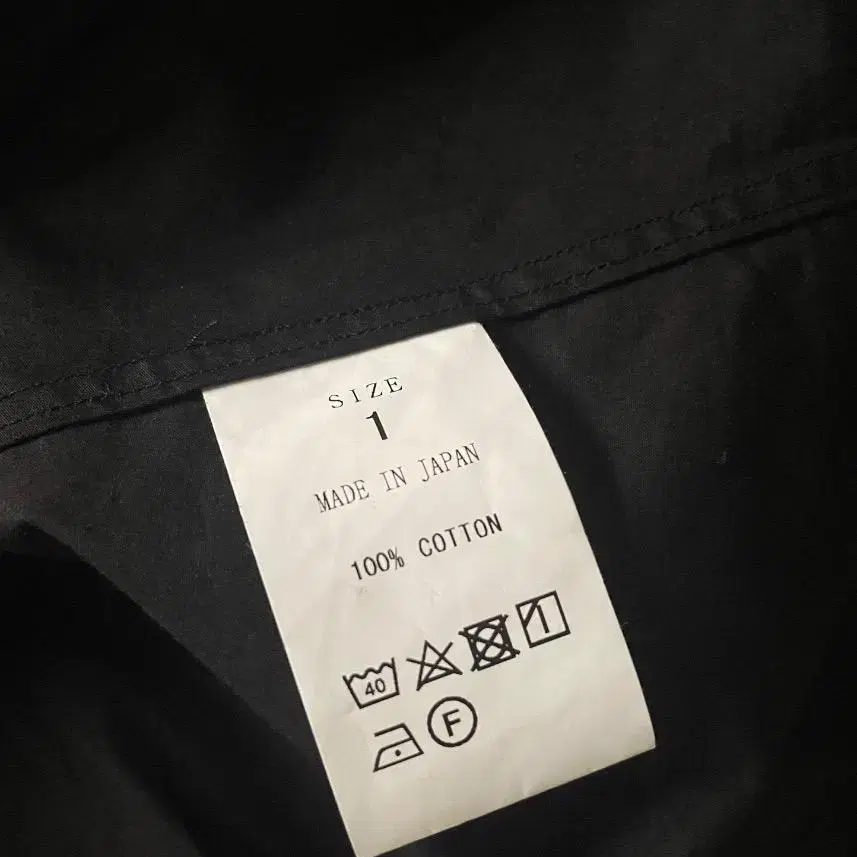 SIZE
1
MADE IN JAPAN
100% COTTON
40
F